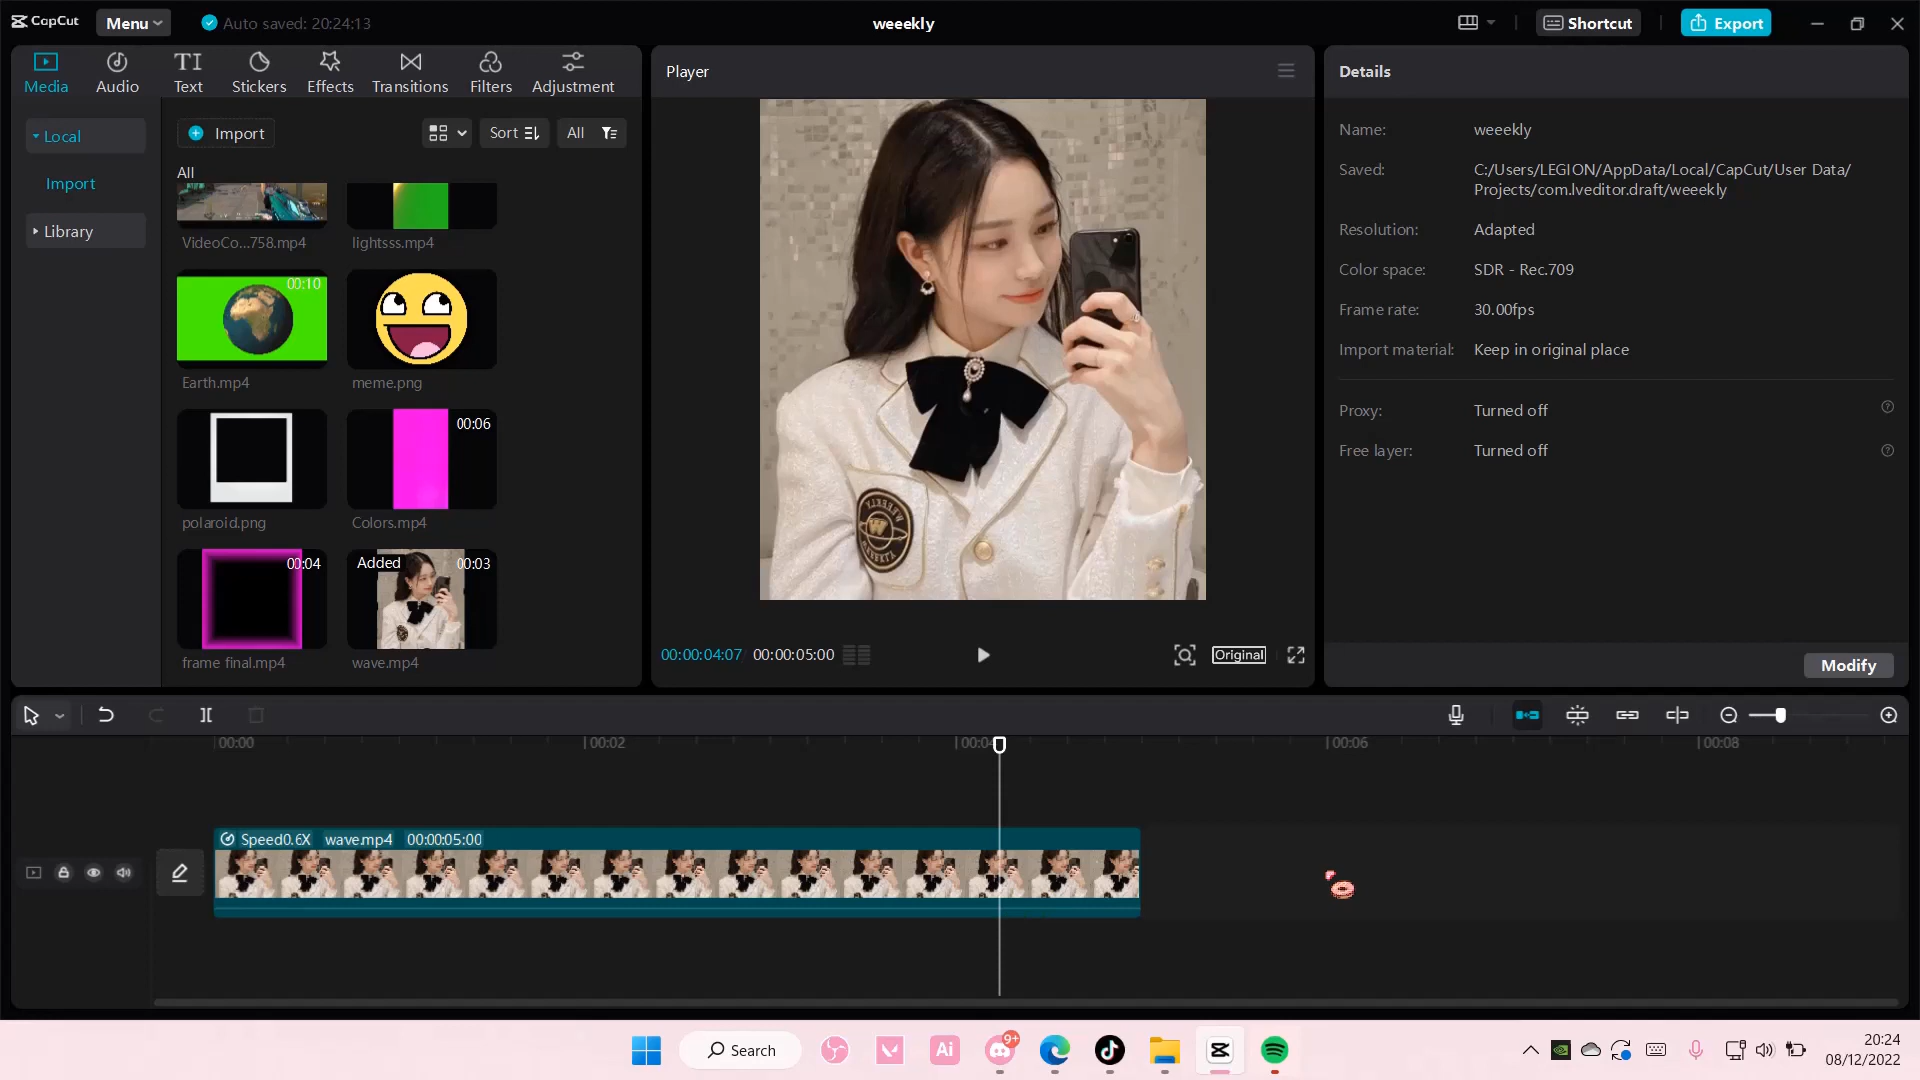 CapCut
Menu
Auto saved: 20:24:13
weeekly
Shortcut
Export
Media
Audio
TI
Text
Stickers
Effects
Transitions
Filters
Adjustment
Local
Import
Library
Import
Sort
All
All
VideoCo...758.mp4
lightsss.mp4
00:10
Earth.mp4
meme.png
polaroid.png
00:06
Colors.mp4
00:04
frame final.mp4
Added
00:03
wave.mp4
Player
W
00:00:04:07
00:00:05:00
Original
Details
Name:
weeekly
Saved:
C:/Users/LEGION/AppData/Local/CapCut/User Data/
Projects/com.lveditor.draft/weeekly
Resolution:
Adapted
Color space:
SDR - Rec.709
Frame rate:
30.00fps
Import material:
Keep in original place
Proxy:
Turned off
Free layer:
Turned off
Modify
00:00
00:02
00:04
00:06
00:08
Speed0.6X wave.mp4 00:00:05:00
Search
Ai
9+
20:24
08/12/2022